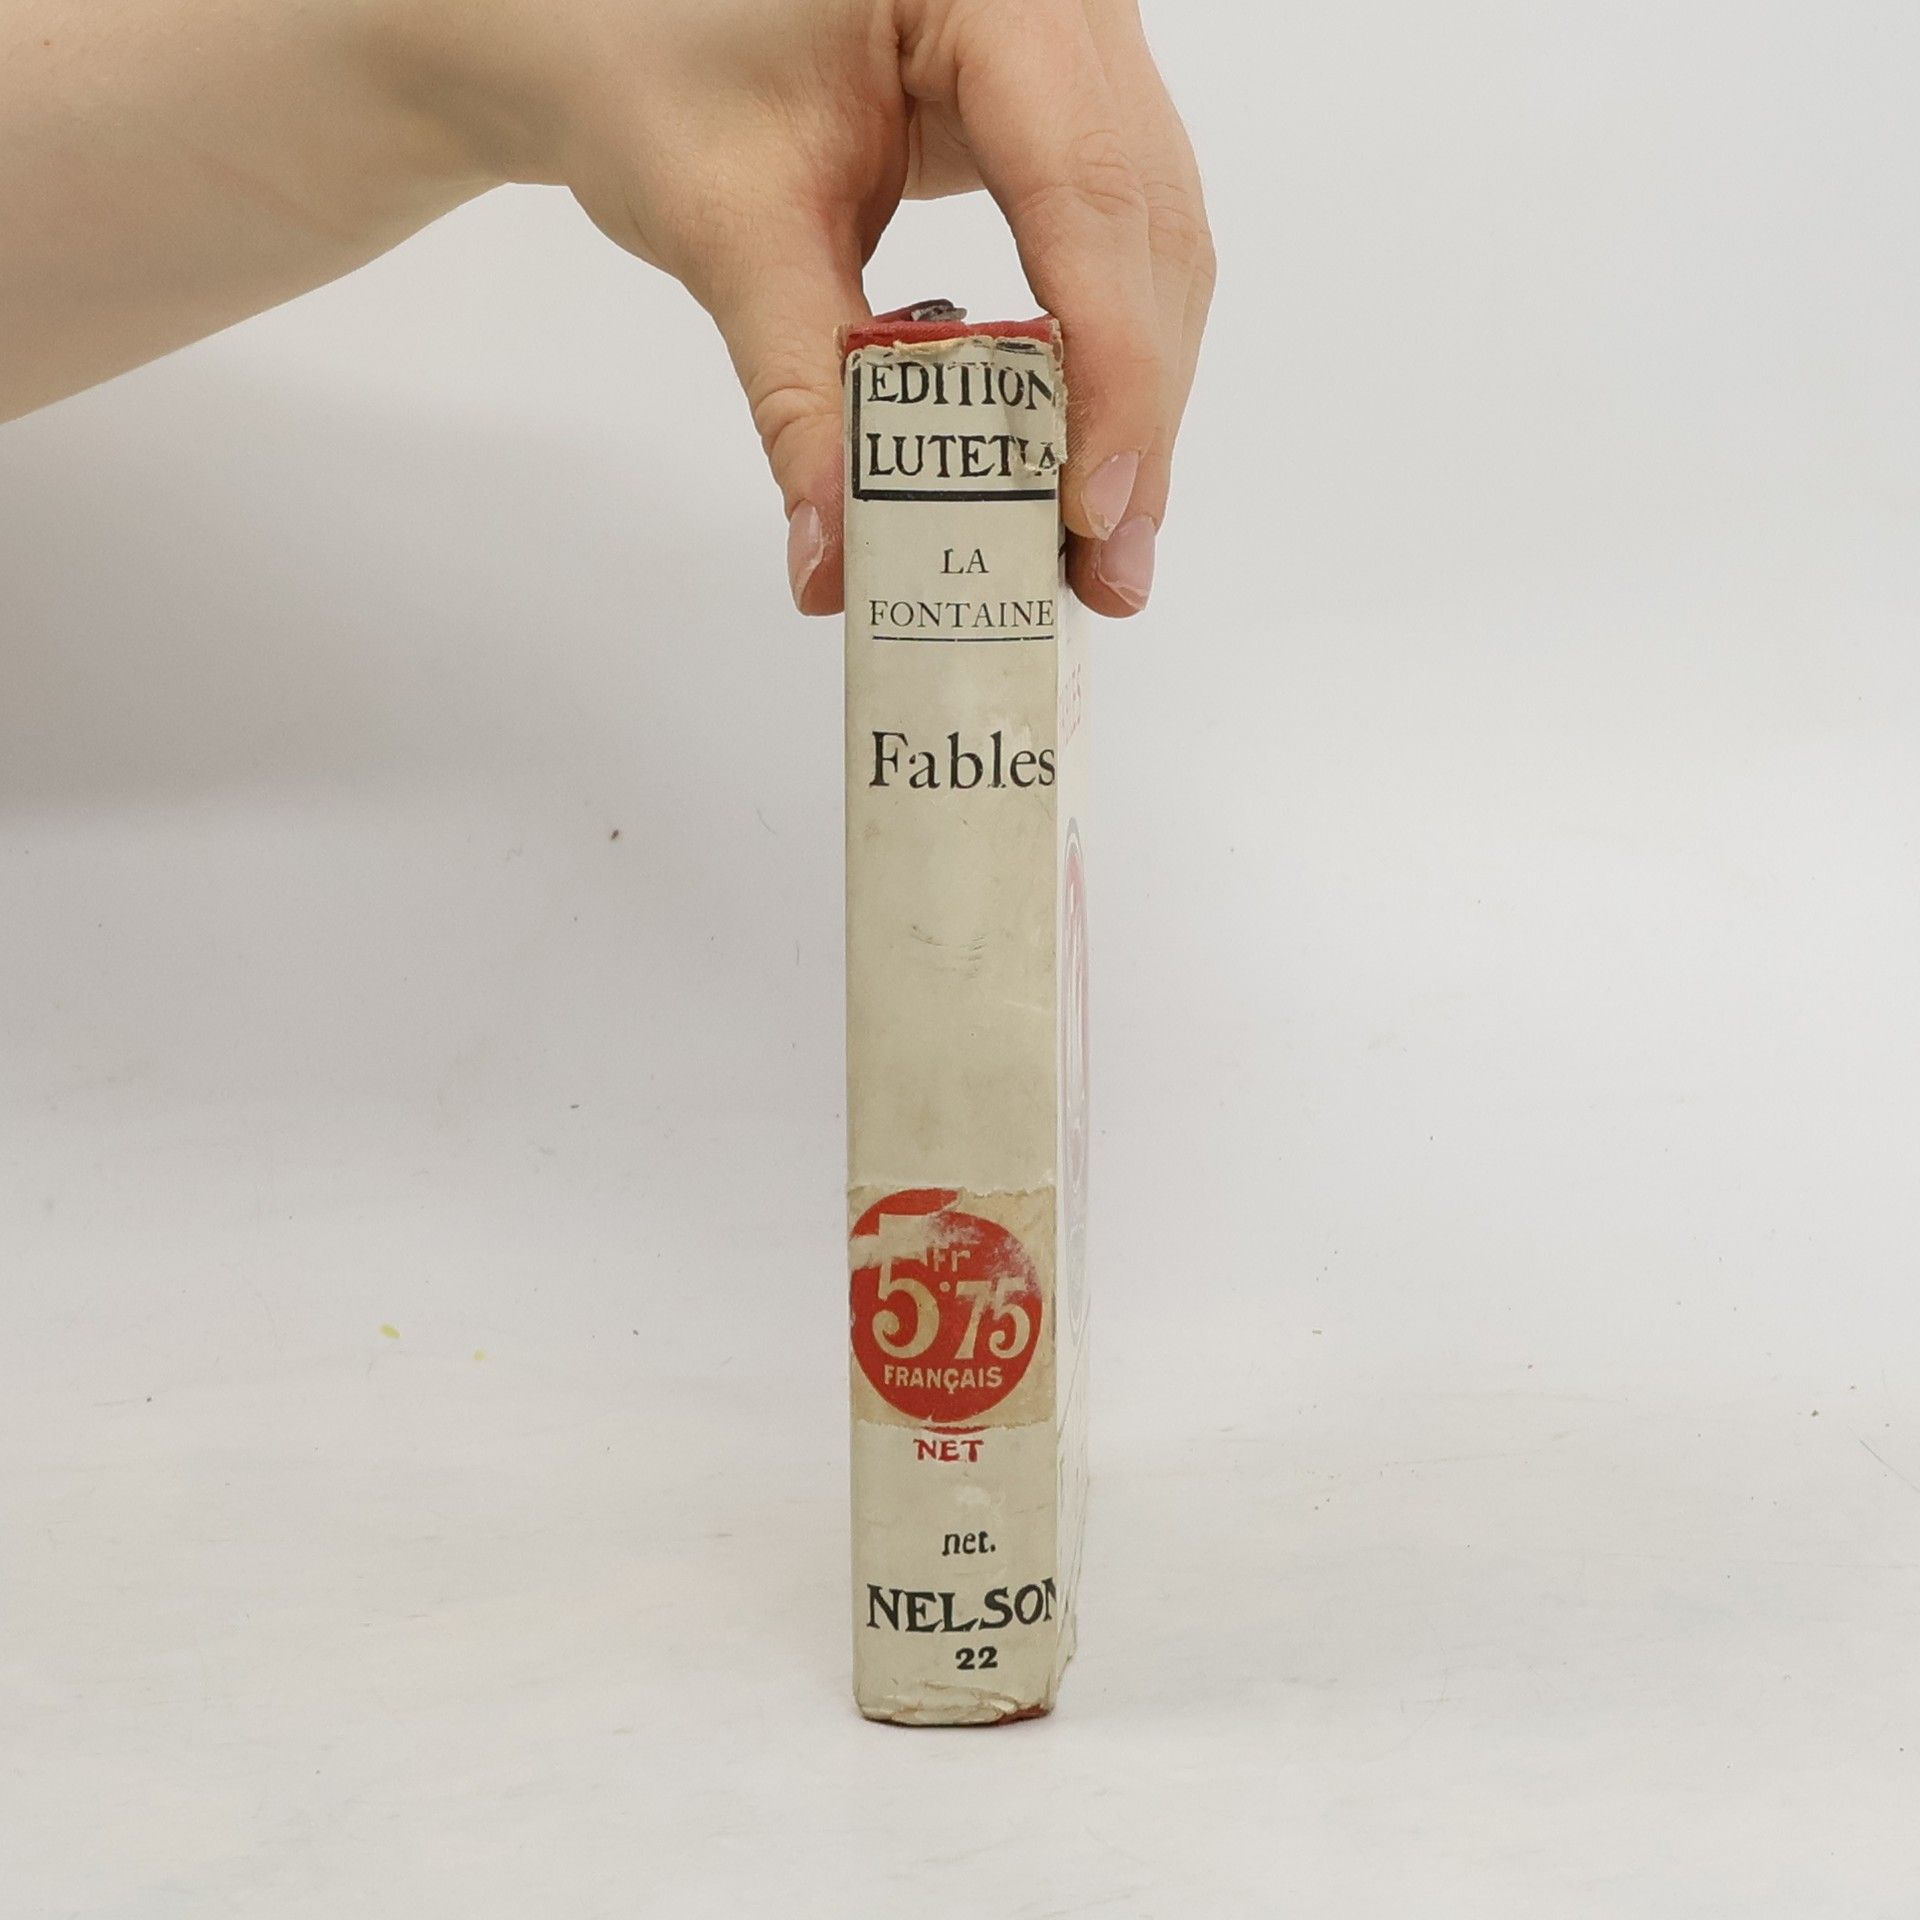 EDITION
LUTETIA
LA
FONTAINE
Fables
Fr
5.75
FRANÇAIS
NET
net.
NELSON
22